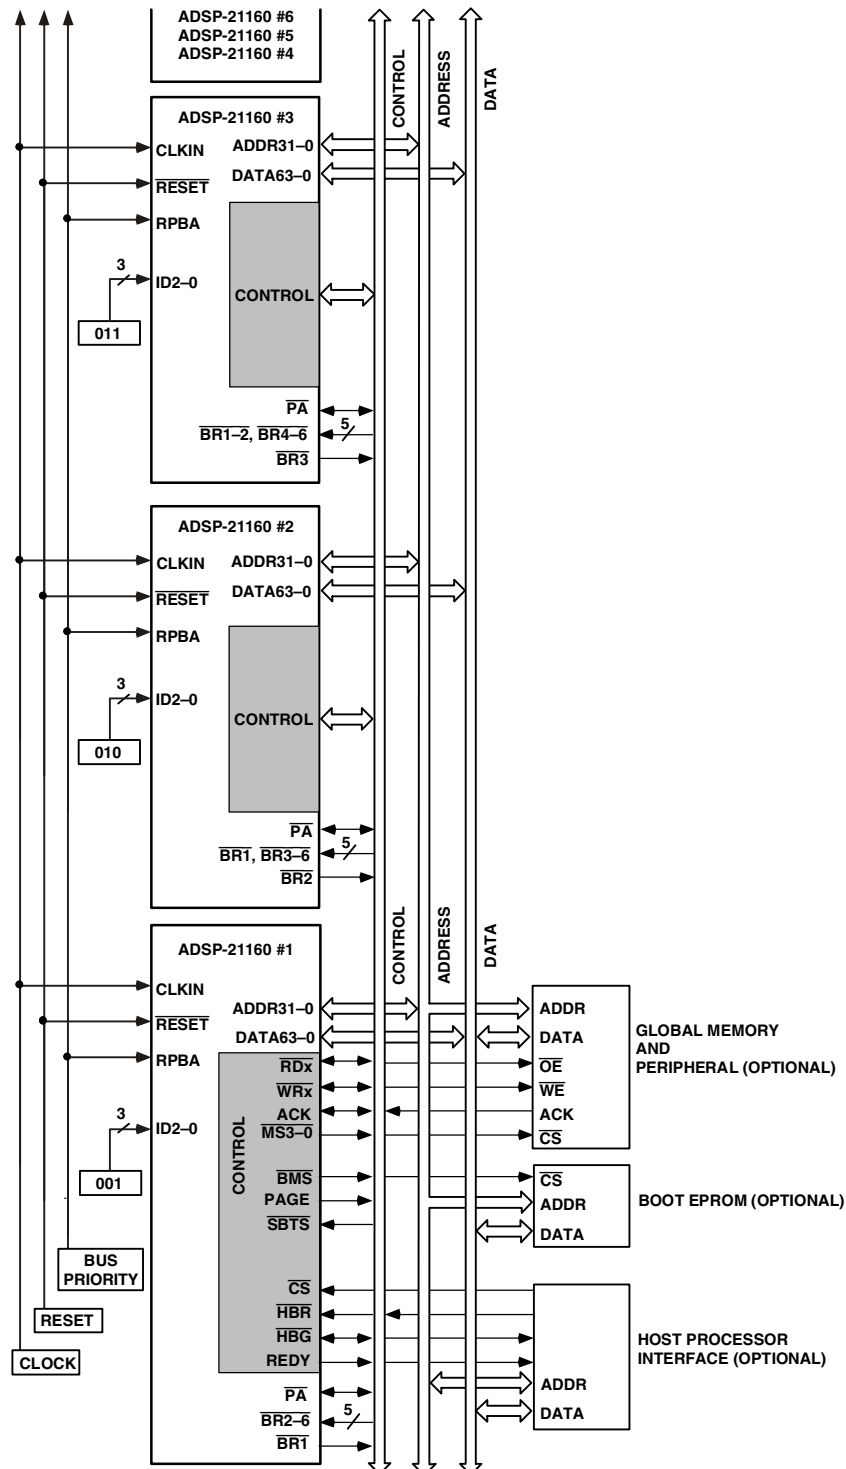 ADSP-21160 #6
ADSP-21160 #5
ADSP-21160 #4
CONTROL
ADDRESS
DATA
ADSP-21160 #3
CLKIN
ADDR31–0
RESET
DATA63–0
RPBA
3
ID2–0
CONTROL
011
PA
BR1–2, BR4–6
5
BR3
ADSP-21160 #2
CLKIN
ADDR31–0
RESET
DATA63–0
RPBA
3
ID2–0
CONTROL
010
PA
BR1, BR3–6
5
BR2
CONTROL
ADDRESS
DATA
ADSP-21160 #1
CLKIN
ADDR31–0
RESET
DATA63–0
RPBA
3
ID2–0
001
CONTROL
RDx
WRx
ACK
MS3–0
BMS
PAGE
SBTS
CS
HBR
HBG
REDY
PA
BR2–6
5
BR1
ADDR
DATA
OE
WE
ACK
CS
GLOBAL MEMORY
AND
PERIPHERAL (OPTIONAL)
CS
ADDR
DATA
BOOT EPROM (OPTIONAL)
HOST PROCESSOR
INTERFACE (OPTIONAL)
ADDR
DATA
BUS
PRIORITY
RESET
CLOCK